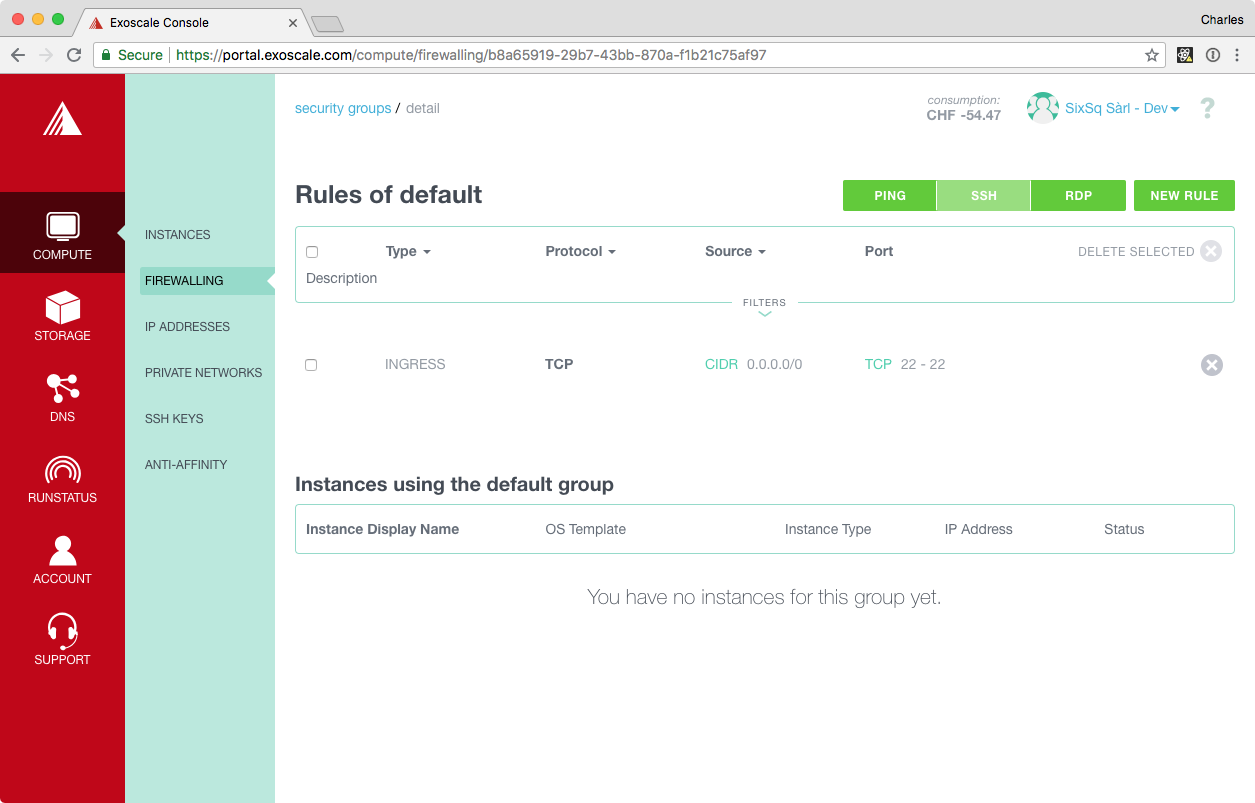 Exoscale Console
Charles
Secure https://portal.exoscale.com/compute/firewalling/b8a65919-29b7-43bb-870a-f1b21c75af97
security groups / detail
consumption:
CHF -54.47
SixSq Sàrl - Dev
?
COMPUTE
STORAGE
DNS
RUNSTATUS
ACCOUNT
SUPPORT
INSTANCES
FIREWALLING
IP ADDRESSES
PRIVATE NETWORKS
SSH KEYS
ANTI-AFFINITY
Rules of default
PING SSH RDP NEW RULE
Type Protocol Source Port DELETE SELECTED
Description
FILTERS
INGRESS TCP CIDR 0.0.0.0/0 TCP 22 - 22
Instances using the default group
Instance Display Name OS Template Instance Type IP Address Status
You have no instances for this group yet.